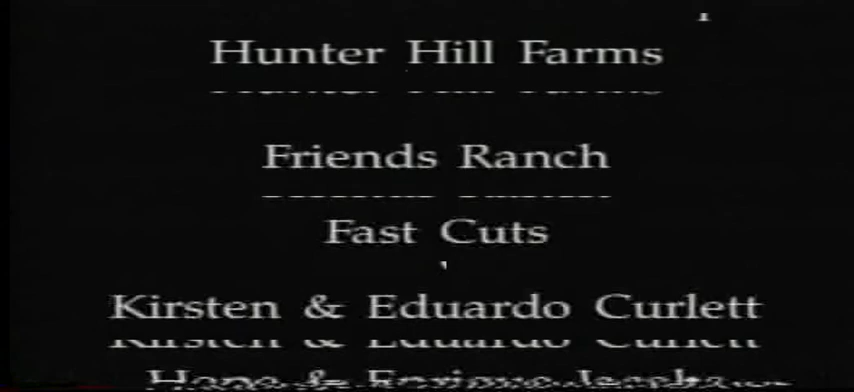 Hunter Hill Farms
Friends Ranch
Fast Cuts
Kirsten & Eduardo Curlett